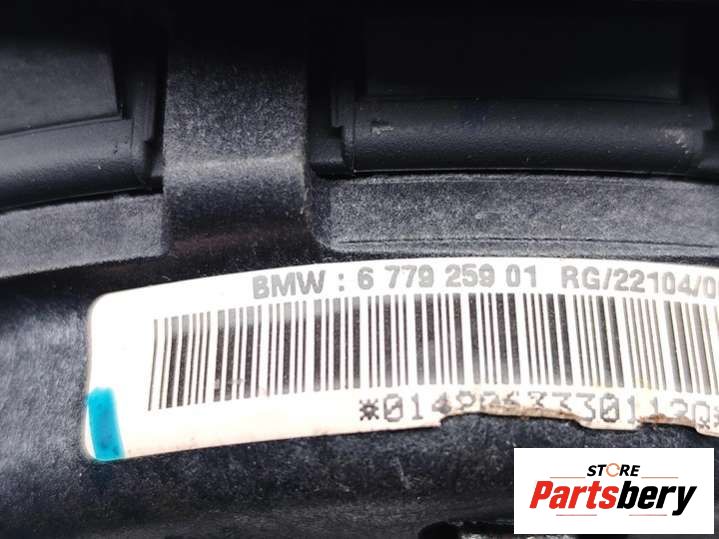 BMW : 6 779 259 01 RG/22104/0
STORE
Partsbery